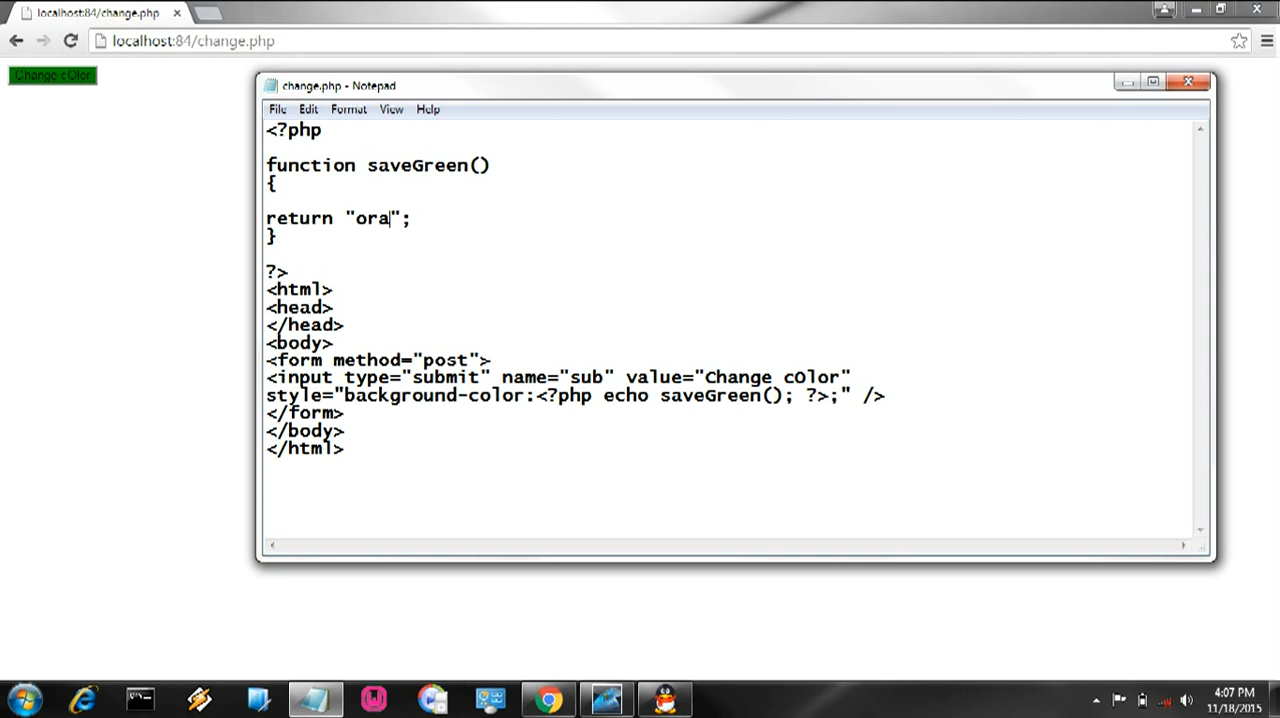 localhost:84/change.php
localhost:84/change.php
Change cOlor
change.php - Notepad
File Edit Format View Help
<?php
function saveGreen()
{
return "ora";
}
?>
<html>
<head>
</head>
<body>
<form method="post">
<input type="submit" name="sub" value="Change cOlor"
style="background-color:<?php echo saveGreen(); ?>;" />
</form>
</body>
</html>
4:07 PM
11/18/2015